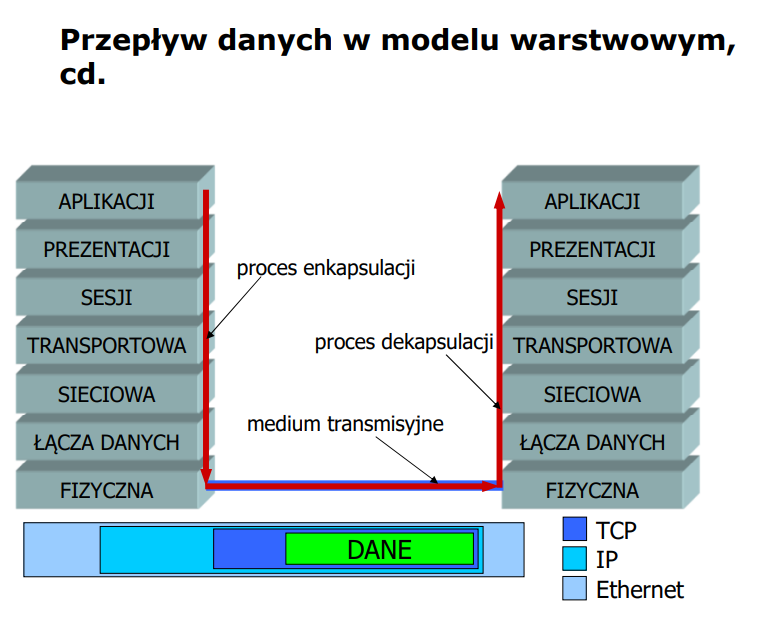 Przepływ danych w modelu warstwowym,
cd.
APLIKACJI
PREZENTACJI
SESJI
TRANSPORTOWA
SIECIOWA
ŁĄCZA DANYCH
FIZYCZNA
proces enkapsulacji
proces dekapsulacji
medium transmisyjne
APLIKACJI
PREZENTACJI
SESJI
TRANSPORTOWA
SIECIOWA
ŁĄCZA DANYCH
FIZYCZNA
DANE
TCP
IP
Ethernet